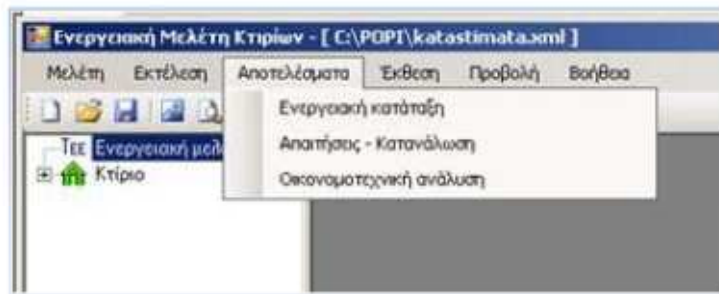 Ενεργειακή Μελέτη Κτιρίων - [ C:\POPI\katastimata.xml ]
Μελέτη Εκτέλεση Αποτελέσματα Έκθεση Προβολή Βοήθεια
Ενεργειακή κατάταξη
Απαιτήσεις - Κατανάλωση
Οικονομοτεχνική ανάλυση
ΤΕΕ Ενεργειακή μελ
Κτίριο